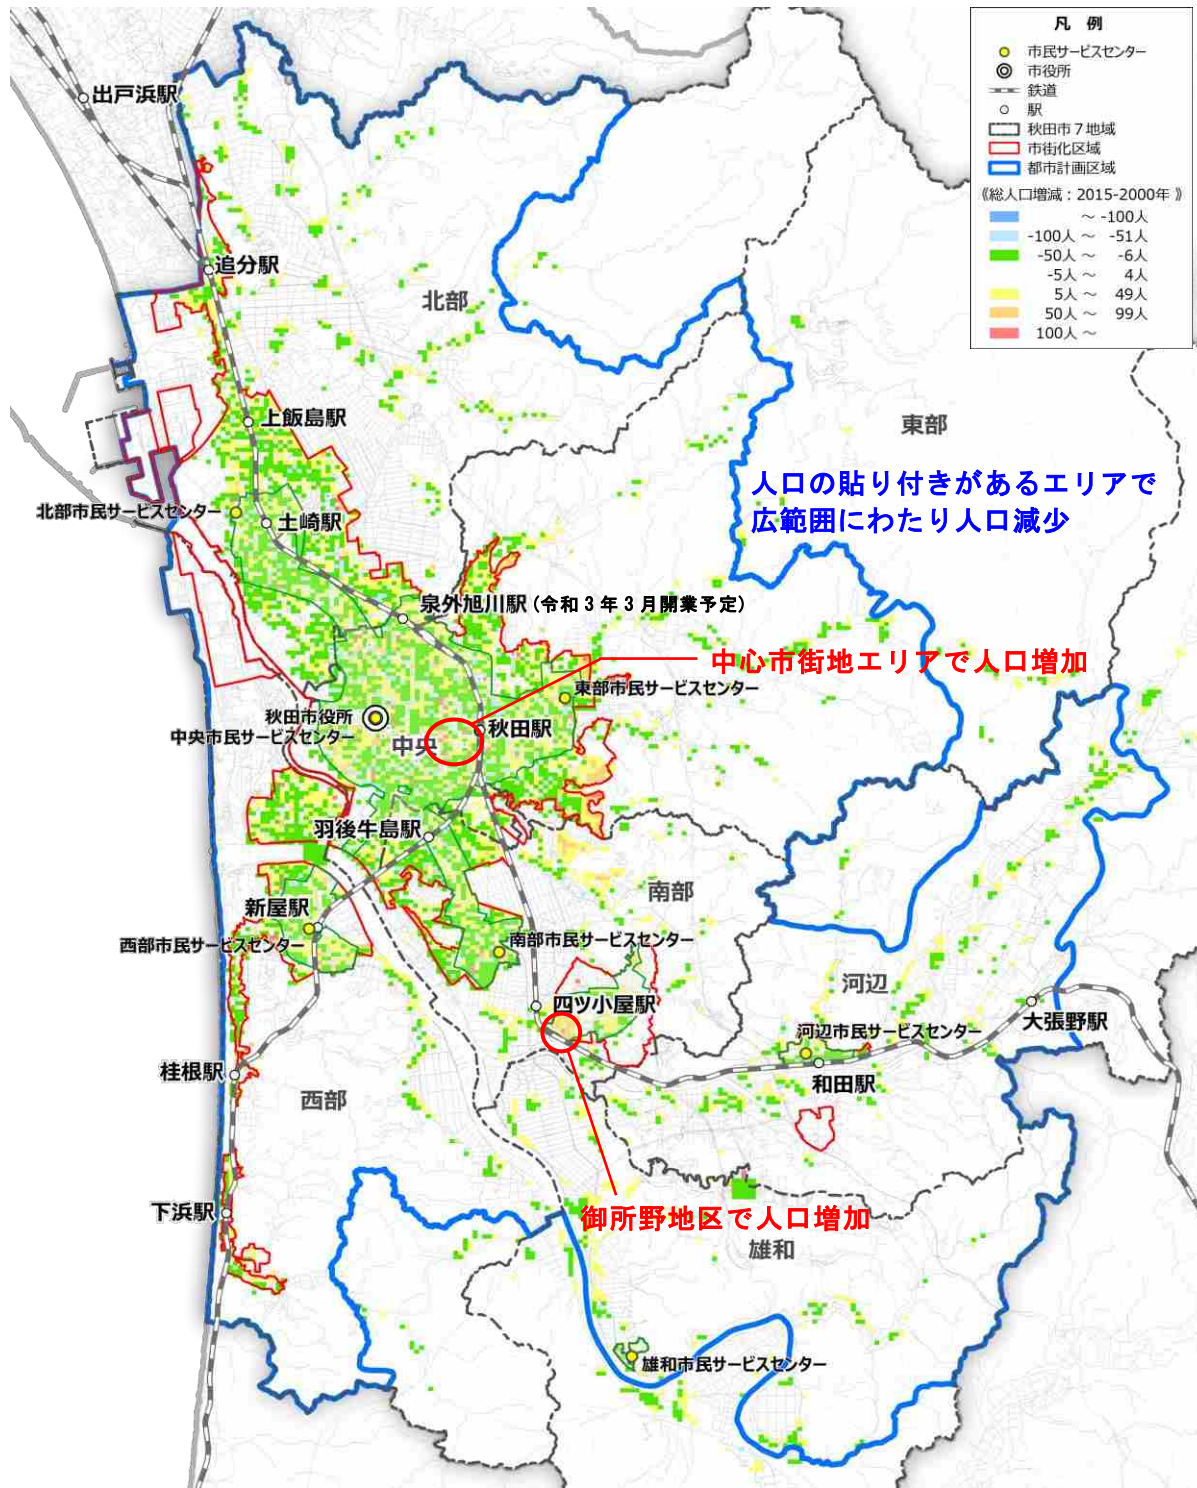 凡 例
市民サービスセンター
市役所
鉄道
駅
秋田市7地域
市街化区域
都市計画区域
《総人口増減:2015-2000年》
～ -100人
-100人 ～ -51人
-50人 ～ -6人
-5人 ～ 4人
5人 ～ 49人
50人 ～ 99人
100人 ～
出戸浜駅
追分駅
北部
上飯島駅
東部
人口の貼り付きがあるエリアで
広範囲にわたり人口減少
北部市民サービスセンター
土崎駅
泉外旭川駅(令和3年3月開業予定)
中心市街地エリアで人口増加
東部市民サービスセンター
秋田市役所
中央市民サービスセンター
中央
秋田駅
羽後牛島駅
南部
新屋駅
西部市民サービスセンター
南部市民サービスセンター
河辺
四ツ小屋駅
大張野駅
河辺市民サービスセンター
和田駅
桂根駅
西部
下浜駅
御所野地区で人口増加
雄和
雄和市民サービスセンター